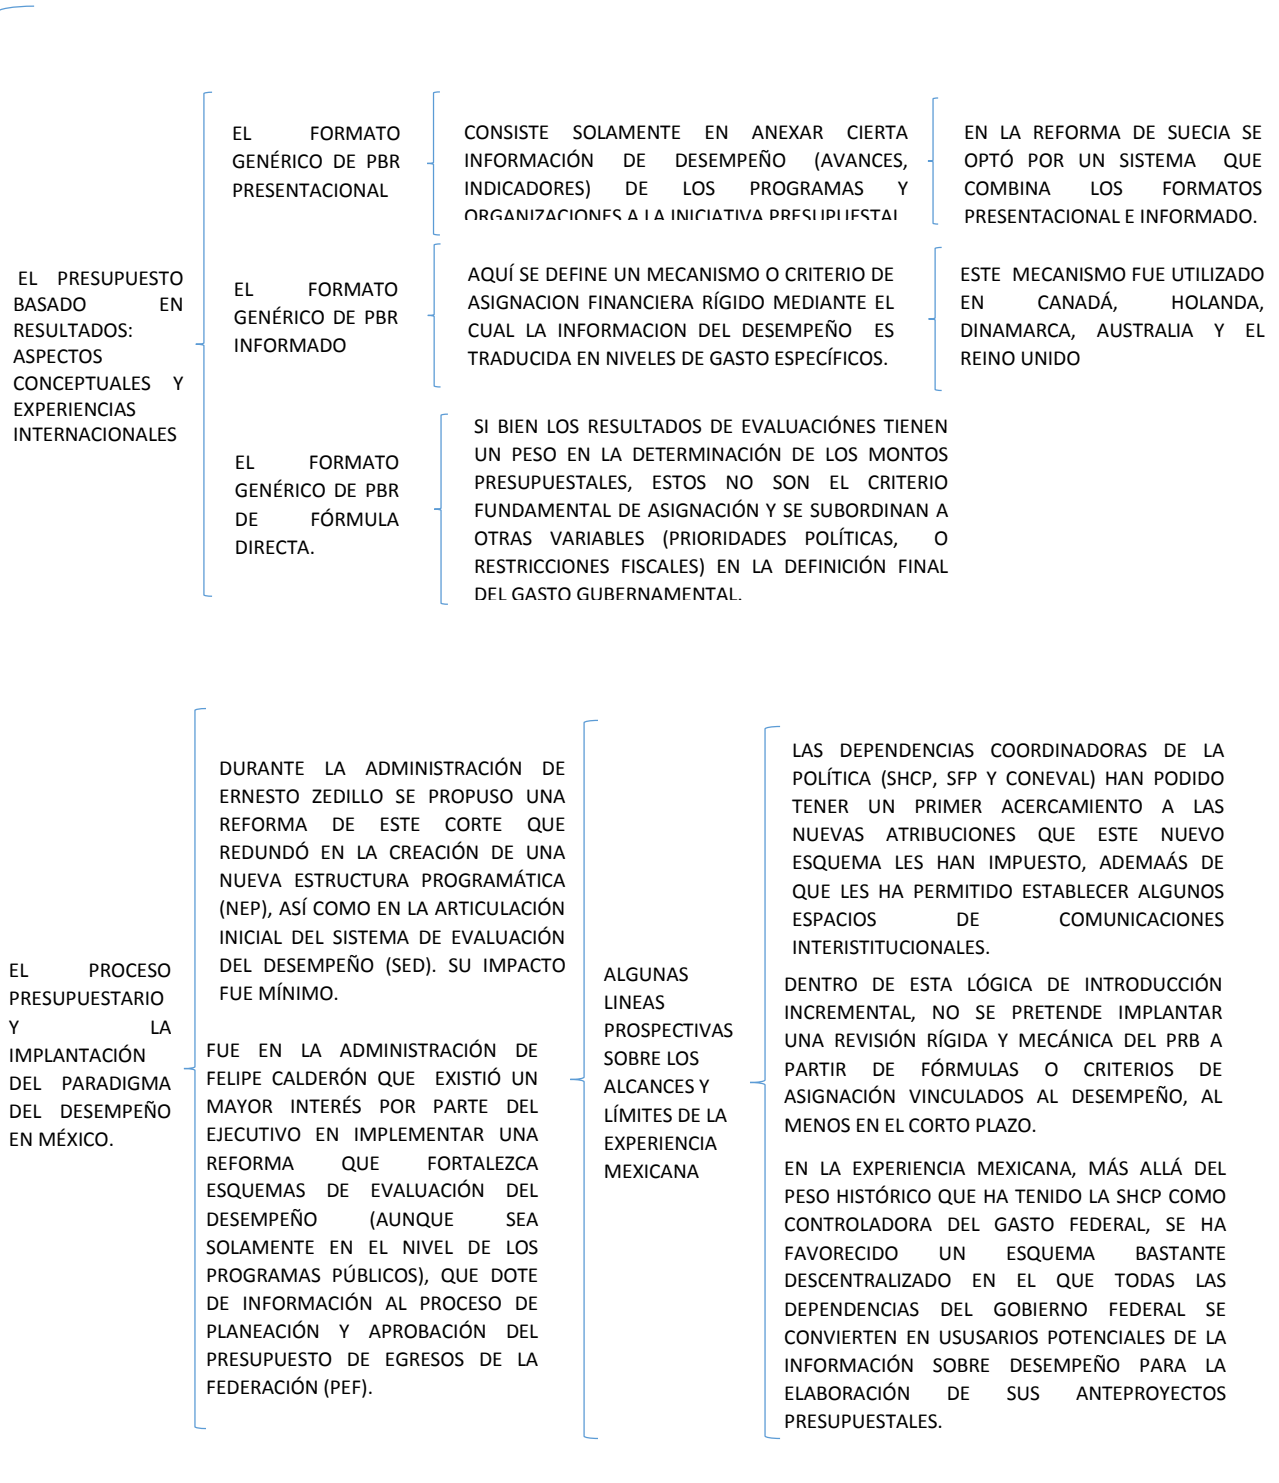 EL PRESUPUESTO
BASADO EN
RESULTADOS:
ASPECTOS
CONCEPTUALES Y
EXPERIENCIAS
INTERNACIONALES
EL FORMATO
GENÉRICO DE PBR
PRESENTACIONAL
CONSISTE SOLAMENTE EN ANEXAR CIERTA
INFORMACIÓN DE DESEMPEÑO (AVANCES,
INDICADORES) DE LOS PROGRAMAS Y
ORGANIZACIONES A LA INICIATIVA PRESUPUESTAL
EN LA REFORMA DE SUECIA SE
OPTÓ POR UN SISTEMA QUE
COMBINA LOS FORMATOS
PRESENTACIONAL E INFORMADO.
EL FORMATO
GENÉRICO DE PBR
INFORMADO
AQUÍ SE DEFINE UN MECANISMO O CRITERIO DE
ASIGNACION FINANCIERA RÍGIDO MEDIANTE EL
CUAL LA INFORMACION DEL DESEMPEÑO ES
TRADUCIDA EN NIVELES DE GASTO ESPECÍFICOS.
ESTE MECANISMO FUE UTILIZADO
EN CANADÁ, HOLANDA,
DINAMARCA, AUSTRALIA Y EL
REINO UNIDO
EL FORMATO
GENÉRICO DE PBR
DE FÓRMULA
DIRECTA.
SI BIEN LOS RESULTADOS DE EVALUACIÓNES TIENEN
UN PESO EN LA DETERMINACIÓN DE LOS MONTOS
PRESUPUESTALES, ESTOS NO SON EL CRITERIO
FUNDAMENTAL DE ASIGNACIÓN Y SE SUBORDINAN A
OTRAS VARIABLES (PRIORIDADES POLÍTICAS, O
RESTRICCIONES FISCALES) EN LA DEFINICIÓN FINAL
DEL GASTO GUBERNAMENTAL.
EL PROCESO
PRESUPUESTARIO
Y LA
IMPLANTACIÓN
DEL PARADIGMA
DEL DESEMPEÑO
EN MÉXICO.
DURANTE LA ADMINISTRACIÓN DE
ERNESTO ZEDILLO SE PROPUSO UNA
REFORMA DE ESTE CORTE QUE
REDUNDÓ EN LA CREACIÓN DE UNA
NUEVA ESTRUCTURA PROGRAMÁTICA
(NEP), ASÍ COMO EN LA ARTICULACIÓN
INICIAL DEL SISTEMA DE EVALUACIÓN
DEL DESEMPEÑO (SED). SU IMPACTO
FUE MÍNIMO.
FUE EN LA ADMINISTRACIÓN DE
FELIPE CALDERÓN QUE EXISTIÓ UN
MAYOR INTERÉS POR PARTE DEL
EJECUTIVO EN IMPLEMENTAR UNA
REFORMA QUE FORTALEZCA
ESQUEMAS DE EVALUACIÓN DEL
DESEMPEÑO (AUNQUE SEA
SOLAMENTE EN EL NIVEL DE LOS
PROGRAMAS PÚBLICOS), QUE DOTE
DE INFORMACIÓN AL PROCESO DE
PLANEACIÓN Y APROBACIÓN DEL
PRESUPUESTO DE EGRESOS DE LA
FEDERACIÓN (PEF).
ALGUNAS
LINEAS
PROSPECTIVAS
SOBRE LOS
ALCANCES Y
LÍMITES DE LA
EXPERIENCIA
MEXICANA
LAS DEPENDENCIAS COORDINADORAS DE LA
POLÍTICA (SHCP, SFP Y CONEVAL) HAN PODIDO
TENER UN PRIMER ACERCAMIENTO A LAS
NUEVAS ATRIBUCIONES QUE ESTE NUEVO
ESQUEMA LES HAN IMPUESTO, ADEMAÁS DE
QUE LES HA PERMITIDO ESTABLECER ALGUNOS
ESPACIOS DE COMUNICACIONES
INTERISTITUCIONALES.
DENTRO DE ESTA LÓGICA DE INTRODUCCIÓN
INCREMENTAL, NO SE PRETENDE IMPLANTAR
UNA REVISIÓN RÍGIDA Y MECÁNICA DEL PRB A
PARTIR DE FÓRMULAS O CRITERIOS DE
ASIGNACIÓN VINCULADOS AL DESEMPEÑO, AL
MENOS EN EL CORTO PLAZO.
EN LA EXPERIENCIA MEXICANA, MÁS ALLÁ DEL
PESO HISTÓRICO QUE HA TENIDO LA SHCP COMO
CONTROLADORA DEL GASTO FEDERAL, SE HA
FAVORECIDO UN ESQUEMA BASTANTE
DESCENTRALIZADO EN EL QUE TODAS LAS
DEPENDENCIAS DEL GOBIERNO FEDERAL SE
CONVIERTEN EN USUSARIOS POTENCIALES DE LA
INFORMACIÓN SOBRE DESEMPEÑO PARA LA
ELABORACIÓN DE SUS ANTEPROYECTOS
PRESUPUESTALES.